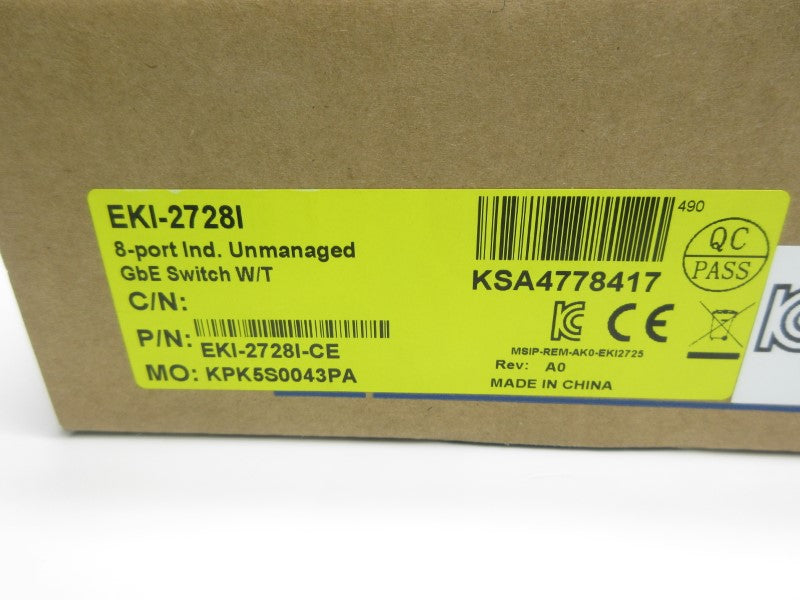 EKI-2728I
8-port Ind. Unmanaged
GbE Switch W/T
C/N:
P/N:
EKI-2728I-CE
MO: KPK5S0043PA
490
KSA4778417
QC
PASS
CE
MSIP-REM-AK0-EKI2725
Rev: A0
MADE IN CHINA